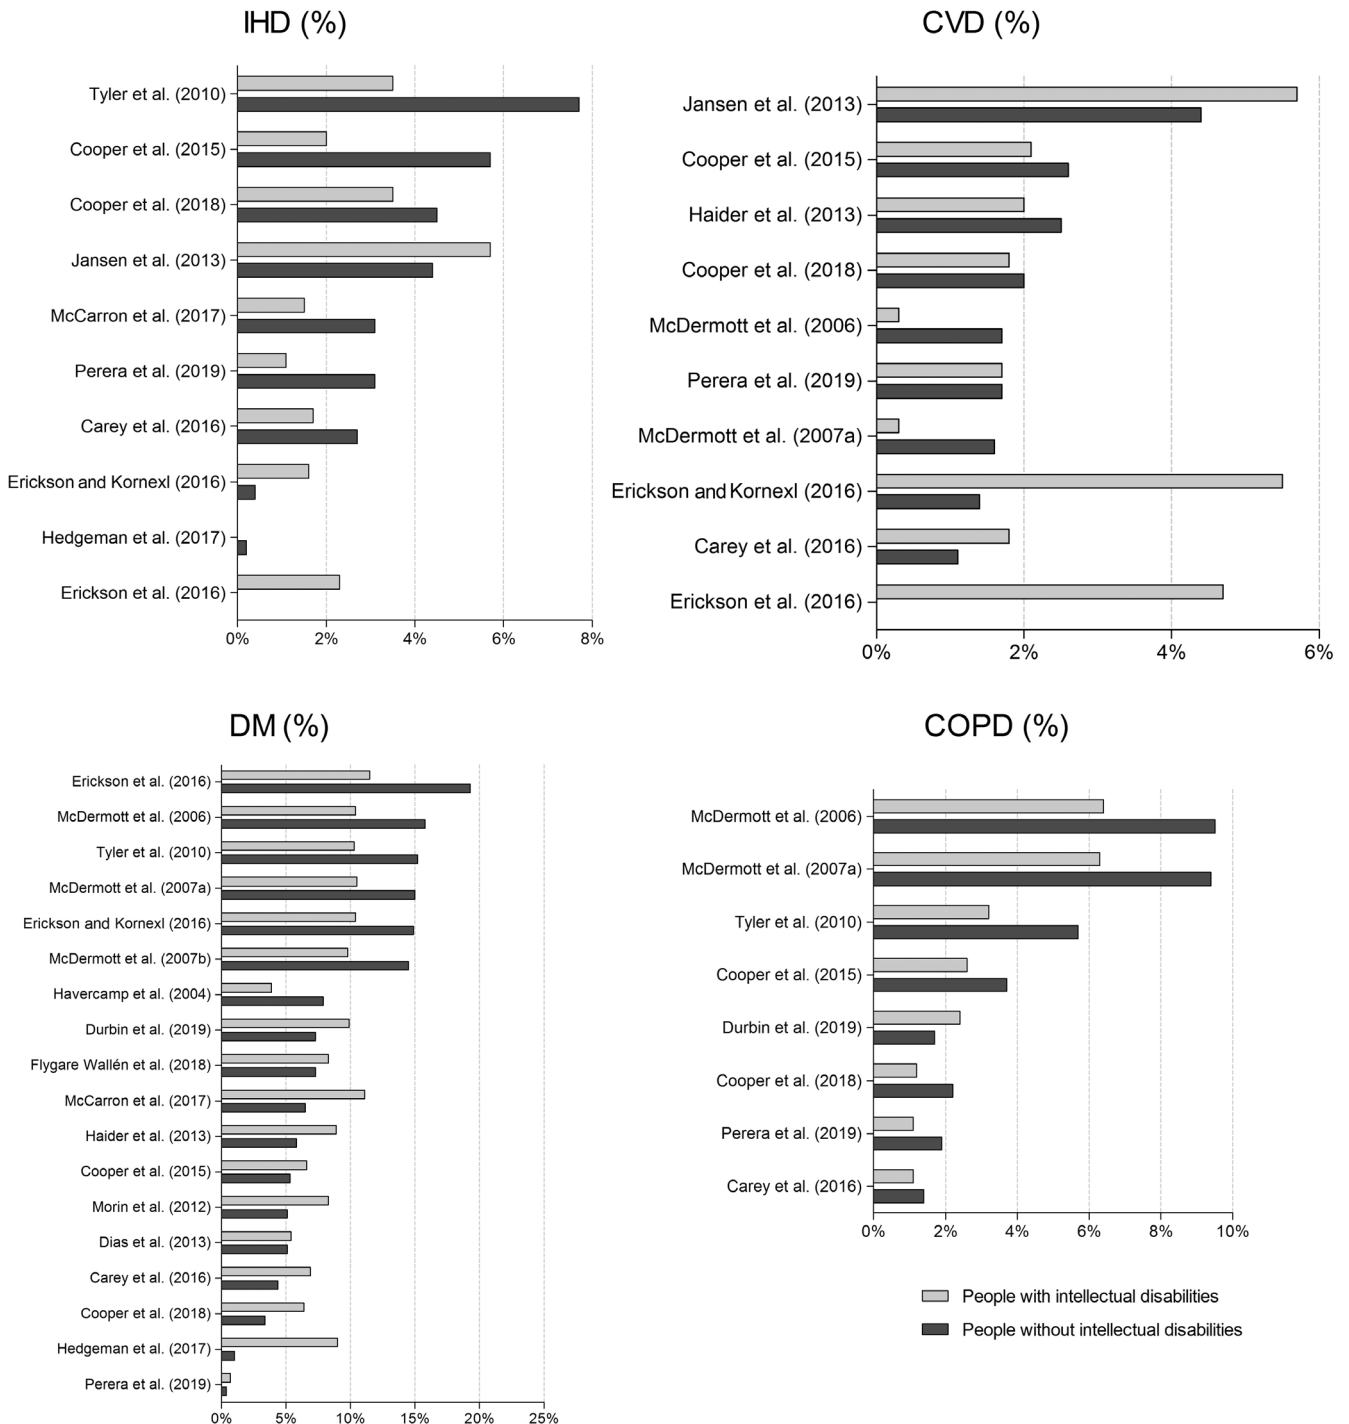 IHD (%)
Tyler et al. (2010)
Cooper et al. (2015)
Cooper et al. (2018)
Jansen et al. (2013)
McCarron et al. (2017)
Perera et al. (2019)
Carey et al. (2016)
Erickson and Kornexl (2016)
Hedgeman et al. (2017)
Erickson et al. (2016)
0% 2% 4% 6% 8%
CVD (%)
Jansen et al. (2013)
Cooper et al. (2015)
Haider et al. (2013)
Cooper et al. (2018)
McDermott et al. (2006)
Perera et al. (2019)
McDermott et al. (2007a)
Erickson and Kornexl (2016)
Carey et al. (2016)
Erickson et al. (2016)
0% 2% 4% 6%
DM (%)
Erickson et al. (2016)
McDermott et al. (2006)
Tyler et al. (2010)
McDermott et al. (2007a)
Erickson and Kornexl (2016)
McDermott et al. (2007b)
Havercamp et al. (2004)
Durbin et al. (2019)
Flygare Wallén et al. (2018)
McCarron et al. (2017)
Haider et al. (2013)
Cooper et al. (2015)
Morin et al. (2012)
Dias et al. (2013)
Carey et al. (2016)
Cooper et al. (2018)
Hedgeman et al. (2017)
Perera et al. (2019)
0% 5% 10% 15% 20% 25%
COPD (%)
McDermott et al. (2006)
McDermott et al. (2007a)
Tyler et al. (2010)
Cooper et al. (2015)
Durbin et al. (2019)
Cooper et al. (2018)
Perera et al. (2019)
Carey et al. (2016)
0% 2% 4% 6% 8% 10%
People with intellectual disabilities
People without intellectual disabilities